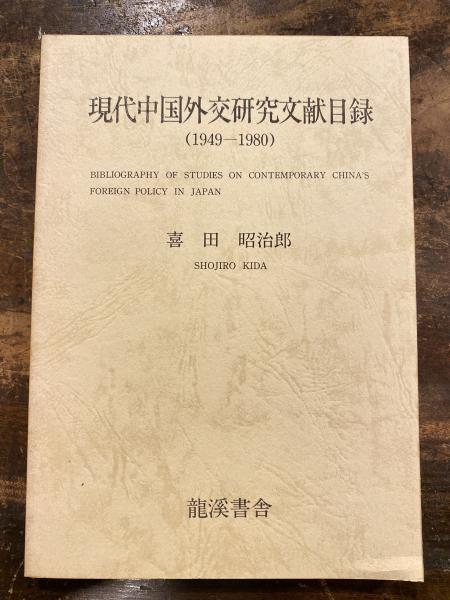 現代中国外交研究文献目録
(1949—1980)
BIBLIOGRAPHY OF STUDIES ON CONTEMPORARY CHINA'S
FOREIGN POLICY IN JAPAN
喜田 昭治郎
SHOJIRO KIDA
龍溪書舎